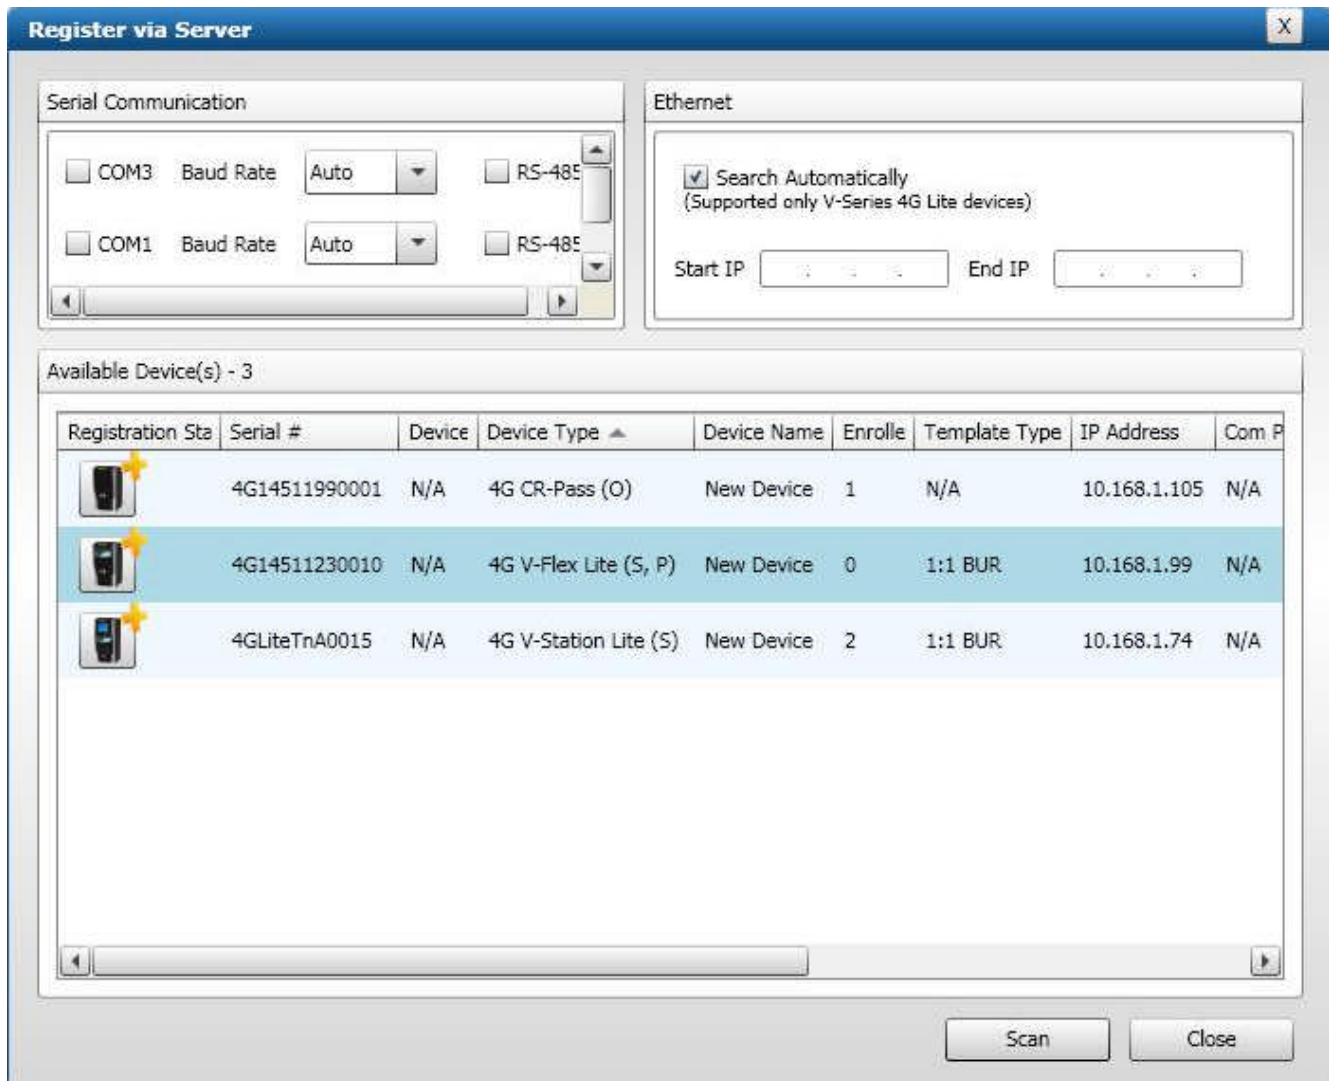 Register via Server X
Serial Communication
COM3 Baud Rate Auto RS-485
COM1 Baud Rate Auto RS-485
Ethernet
Search Automatically
(Supported only V-Series 4G Lite devices)
Start IP . . . End IP . . .
Available Device(s) - 3
Registration Sta Serial # Device Device Type Device Name Enrolle Template Type IP Address Com P
4G14511990001 N/A 4G CR-Pass (O) New Device 1 N/A 10.168.1.105 N/A
4G14511230010 N/A 4G V-Flex Lite (S, P) New Device 0 1:1 BUR 10.168.1.99 N/A
4GLiteTnA0015 N/A 4G V-Station Lite (S) New Device 2 1:1 BUR 10.168.1.74 N/A
Scan Close